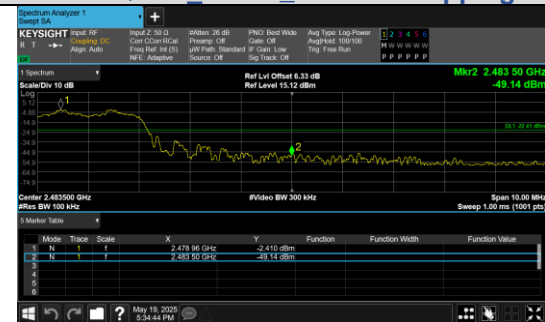 Spectrum Analyzer 1
Swept SA
+
KEYSIGHT Input: RF Input Z: 50 Ω #Atten: 26 dB PNO: Best Wide Avg Type: Log-Power 1 2 3 4 5 6
R T Coupling: DC Corr CCorr RCal Preamp: Off Gate: Off Avg|Hold: 100/100 M W W W W W
Align: Auto Freq Ref: Int (S) µW Path: Standard IF Gain: Low Trig: Free Run
NFE: Adaptive Source: Off Sig Track: Off P P P P P P
1 Spectrum Ref Lvl Offset 6.33 dB Mkr2 2.483 50 GHz
Scale/Div 10 dB Ref Level 15.12 dBm -49.14 dBm
Log
5.12
1
-4.88
-14.9
DL1 -22.41 dBm
-24.9
-34.9
-44.9
2
-54.9
-64.9
-74.9
Center 2.483500 GHz #Video BW 300 kHz Span 10.00 MHz
#Res BW 100 kHz Sweep 1.00 ms (1001 pts)
5 Marker Table
Mode Trace Scale X Y Function Function Width Function Value
1 N 1 f 2.478 96 GHz -2.410 dBm
2 N 1 f 2.483 50 GHz -49.14 dBm
3
4
5
6
? May 19, 2025
5:34:44 PM